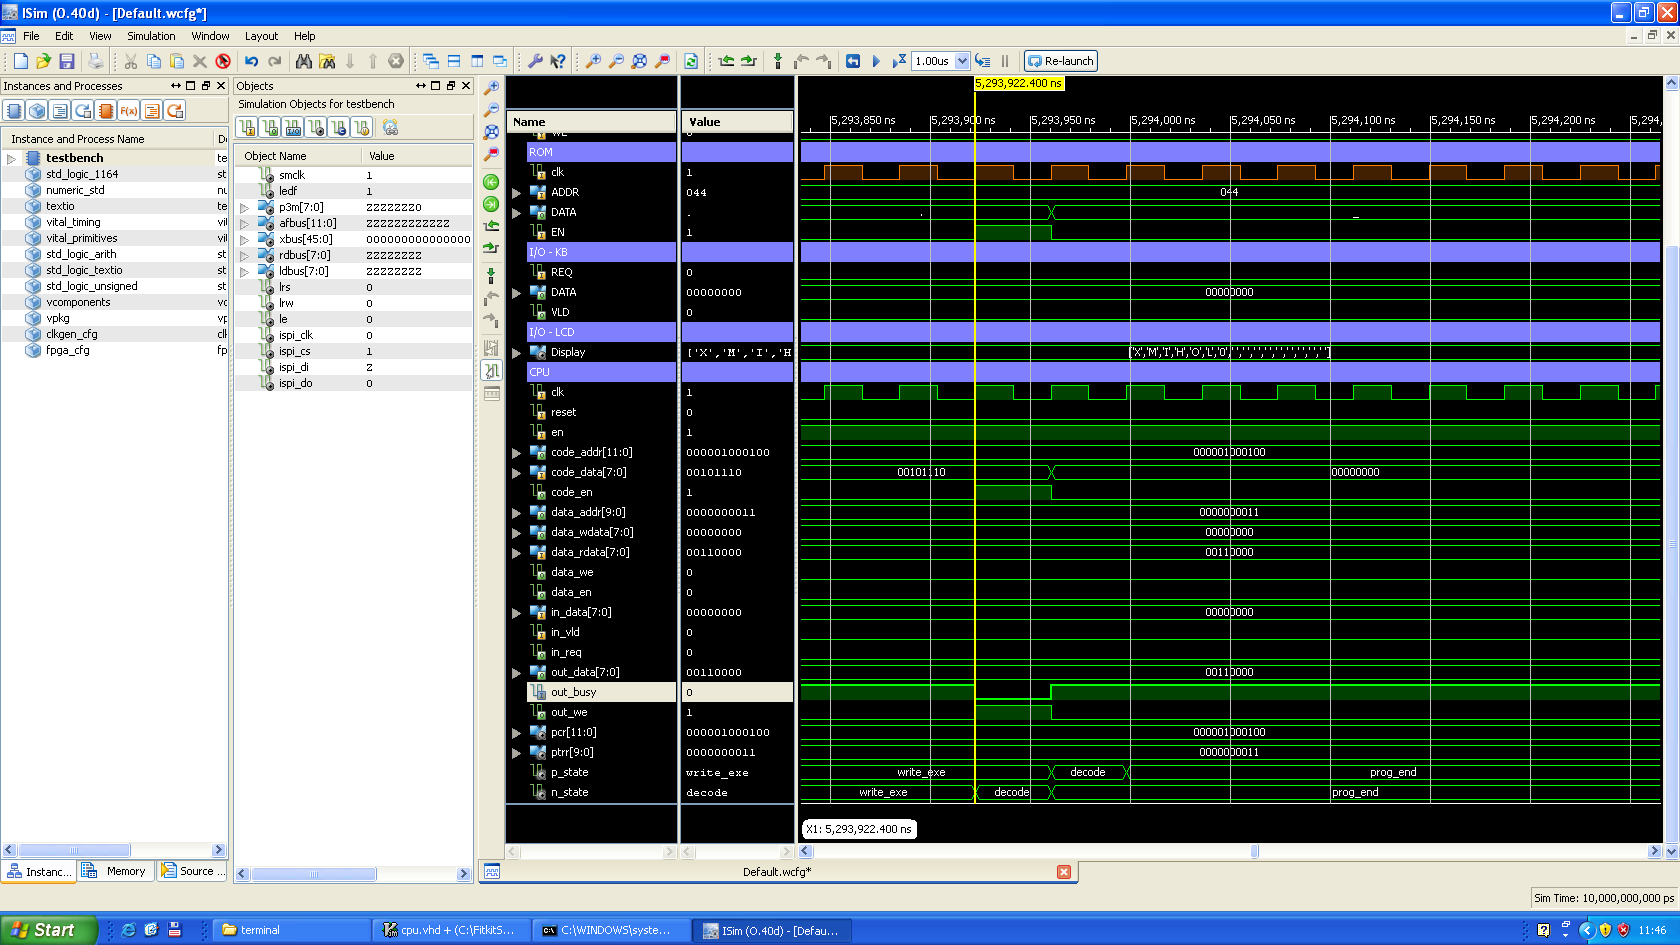 ISim (O.40d) - [Default.wcfg*]
File Edit View Simulation Window Layout Help
1.00us Re-launch
Instances and Processes
Instance and Process Name
testbench te
std_logic_1164 st
numeric_std nu
textio te
vital_timing vit
vital_primitives vit
std_logic_arith st
std_logic_textio st
std_logic_unsigned st
vcomponents vc
vpkg vp
clkgen_cfg clk
fpga_cfg fp
Instanc... Memory Source ...
Objects
Simulation Objects for testbench
Object Name Value
smclk 1
ledf 1
p3m[7:0] ZZZZZZZ0
afbus[11:0] ZZZZZZZZZZZZ
xbus[45:0] 000000000000000
rdbus[7:0] ZZZZZZZZ
ldbus[7:0] ZZZZZZZZ
lrs 0
lrw 0
le 0
ispi_clk 0
ispi_cs 1
ispi_di Z
ispi_do 0
5,293,922.400 ns
Name Value
5,293,850 ns 5,293,900 ns 5,293,950 ns 5,294,000 ns 5,294,050 ns 5,294,100 ns 5,294,150 ns 5,294,200 ns 5,294,
ROM
clk 1
ADDR 044 044
DATA . . _
EN 1
I/O - KB
REQ 0
DATA 00000000 00000000
VLD 0
I/O - LCD
Display ['X','M','I','H ['X','M','I','H','O','L','0',' ',' ',' ',' ',' ',' ',' ',' ',' ']
CPU
clk 1
reset 0
en 1
code_addr[11:0] 000001000100 000001000100
code_data[7:0] 00101110 00101110 00000000
code_en 1
data_addr[9:0] 0000000011 0000000011
data_wdata[7:0] 00000000 00000000
data_rdata[7:0] 00110000 00110000
data_we 0
data_en 0
in_data[7:0] 00000000 00000000
in_vld 0
in_req 0
out_data[7:0] 00110000 00110000
out_busy 0
out_we 1
pcr[11:0] 000001000100 000001000100
ptrr[9:0] 0000000011 0000000011
p_state write_exe write_exe decode prog_end
n_state decode write_exe decode prog_end
X1: 5,293,922.400 ns
Default.wcfg*
Sim Time: 10,000,000,000 ps
Start terminal cpu.vhd + (C:\FitkitS... C:\WINDOWS\syste... ISim (O.40d) - [Defau... 11:46